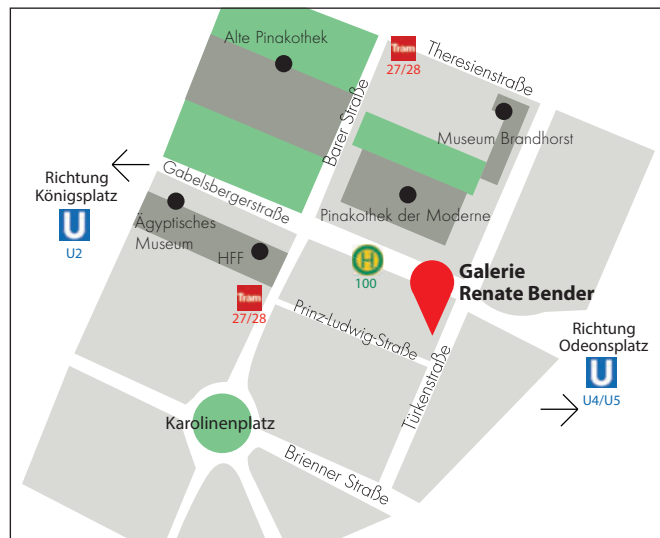 Alte Pinakothek
Tram
27/28
Theresienstraße
Barer Straße
Museum Brandhorst
Richtung
Königsplatz
U
U2
Gabelsbergerstraße
Ägyptisches
Museum
HFF
Pinakothek der Moderne
H
100
Galerie
Renate Bender
Tram
27/28
Prinz-Ludwig-Straße
Richtung
Odeonsplatz
U
U4/U5
Türkenstraße
Karolinenplatz
Brienner Straße